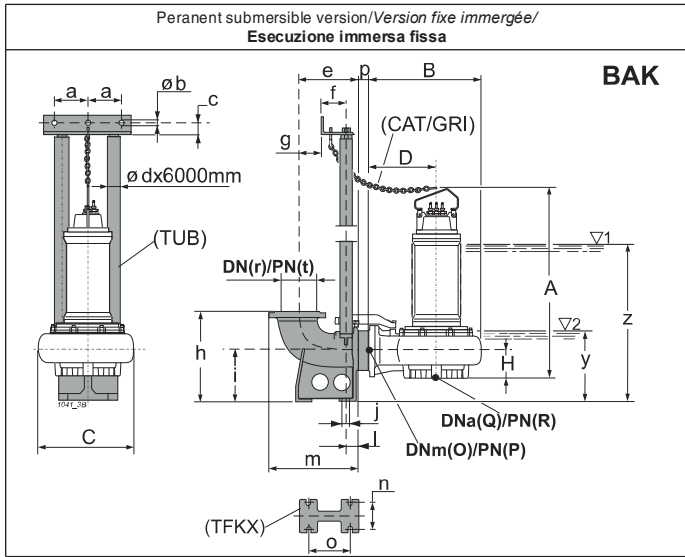 Peranent submersible version/Version fixe immergée/
Esecuzione immersa fissa
BAK
e p B
a a øb c
f
(CAT/GRI)
g
D
ø dx6000mm
(TUB)
▽1
DN(r)/PN(t)
A
z
▽2
h
i
H
y
1041_3B
j
DNa(Q)/PN(R)
l
C
DNm(O)/PN(P)
m
n
(TFKX)
o